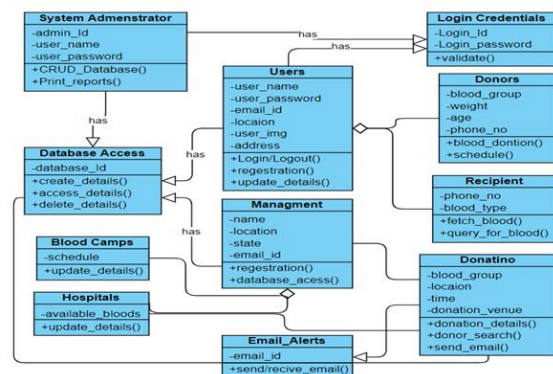 System Admenstrator
-admin_Id
-user_name
-user_password
+CRUD_Database()
+Print_reports()
has
has
Login Credentials
-Login_Id
-Login_password
+validate()
Users
-user_name
-user_password
-email_id
-locaion
-user_img
-address
+Login/Logout()
+regestration()
+update_details()
Donors
-blood_group
-weight
-age
-phone_no
+blood_dontion()
+schedule()
has
has
Database Access
-database_Id
+create_details()
+access_details()
+delete_details()
Recipient
-phone_no
-blood_type
+fetch_blood()
+query_for_blood()
has
Managment
-name
-location
-state
-email_id
+regestration()
+database_acess()
Blood Camps
-schedule
+update_details()
Donatino
-blood_group
-locaion
-time
-donation_venue
+donation_details()
+donor_search()
+send_email()
Hospitals
-available_bloods
+update_details()
Email_Alerts
-email_id
+send/recive_email()